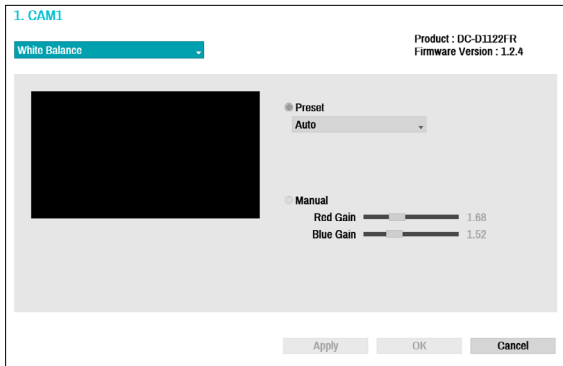 1. CAM1
White Balance
Product : DC-D1122FR
Firmware Version : 1.2.4
Preset
Auto
Manual
Red Gain 1.68
Blue Gain 1.52
Apply OK Cancel